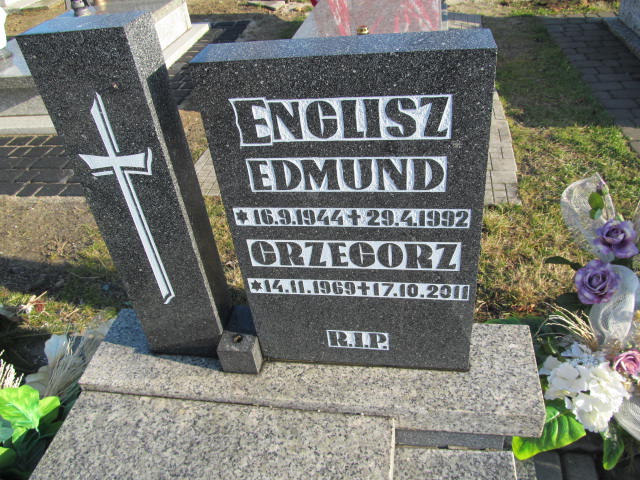 ENGLISZ
EDMUND
* 16.9.1944 + 29.4.1992
GRZEGORZ
* 14.11.1969 + 17.10.2011
R.I.P.